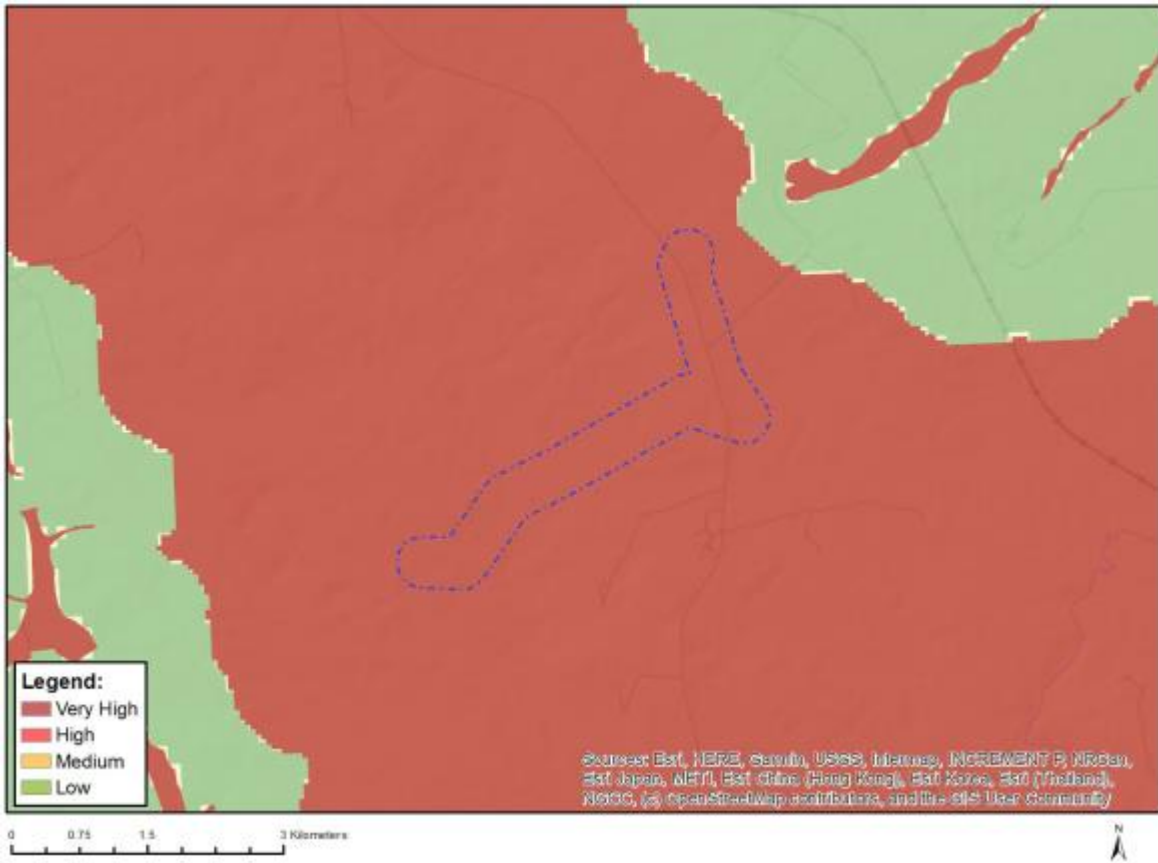 Legend:
Very High
High
Medium
Low
Sources: Esri, HERE, Garmin, USGS, Intermap, INCREMENT P, NRCan,
Esri Japan, METI, Esri China (Hong Kong), Esri Korea, Esri (Thailand),
NGCC, (c) OpenStreetMap contributors, and the GIS User Community
0 0.75 1.5 3 Kilometers
N